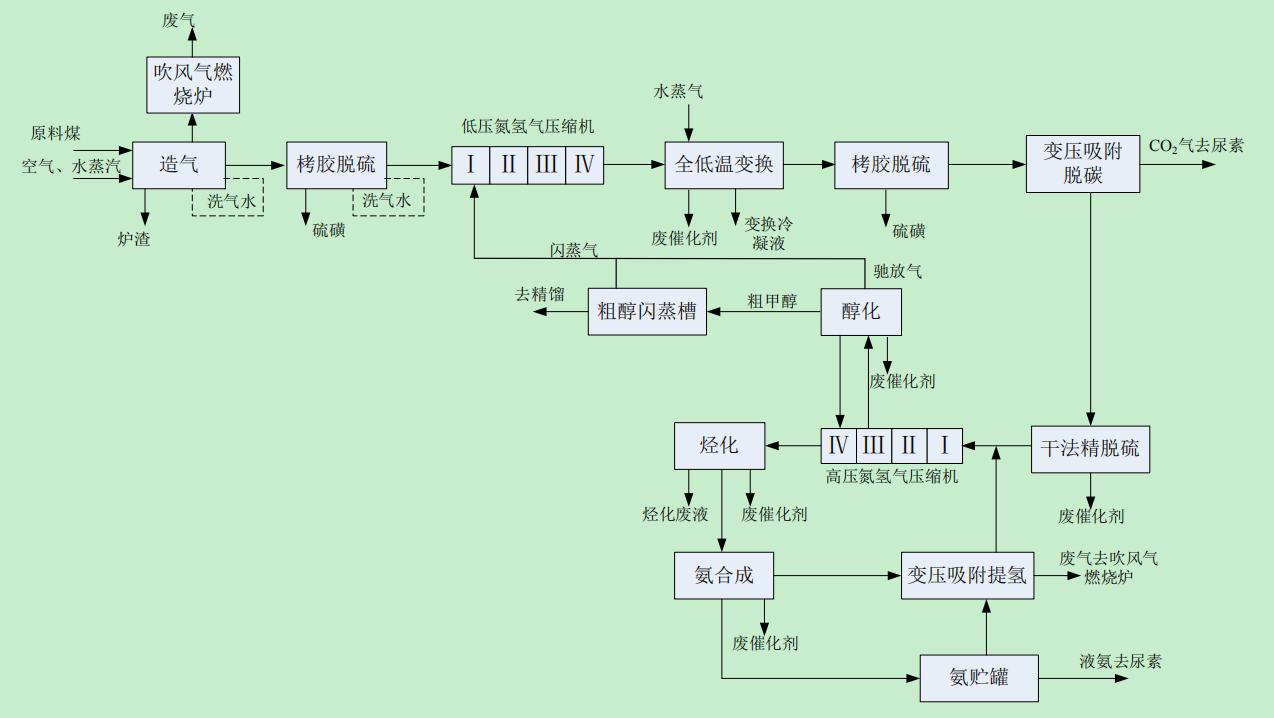 废气
吹风气燃
烧炉
原料煤
空气、水蒸汽
造气
洗气水
炉渣
栲胶脱硫
洗气水
硫磺
低压氮氢气压缩机
Ⅰ Ⅱ Ⅲ Ⅳ
水蒸气
全低温变换
废催化剂
变换冷
凝液
栲胶脱硫
硫磺
变压吸附
脱碳
CO₂气去尿素
闪蒸气
驰放气
去精馏
粗醇闪蒸槽
粗甲醇
醇化
废催化剂
烃化
Ⅳ Ⅲ Ⅱ Ⅰ
高压氮氢气压缩机
干法精脱硫
烃化废液
废催化剂
废催化剂
氨合成
变压吸附提氢
废气去吹风气
燃烧炉
废催化剂
氨贮罐
液氨去尿素